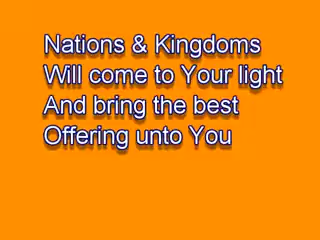 Nations & Kingdoms
Will come to Your light
And bring the best
Offering unto You